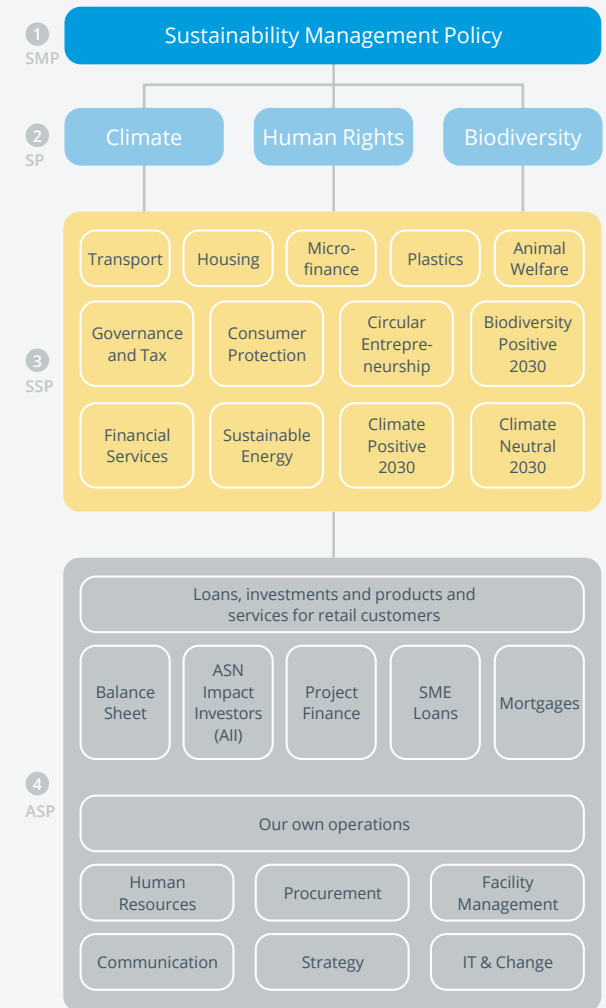 1
SMP
Sustainability Management Policy
2
SP
Climate
Human Rights
Biodiversity
3
SSP
Transport
Housing
Micro-
finance
Plastics
Animal
Welfare
Governance
and Tax
Consumer
Protection
Circular
Entrepre-
neurship
Biodiversity
Positive
2030
Financial
Services
Sustainable
Energy
Climate
Positive
2030
Climate
Neutral
2030
4
ASP
Loans, investments and products and
services for retail customers
Balance
Sheet
ASN
Impact
Investors
(AII)
Project
Finance
SME
Loans
Mortgages
Our own operations
Human
Resources
Procurement
Facility
Management
Communication
Strategy
IT & Change